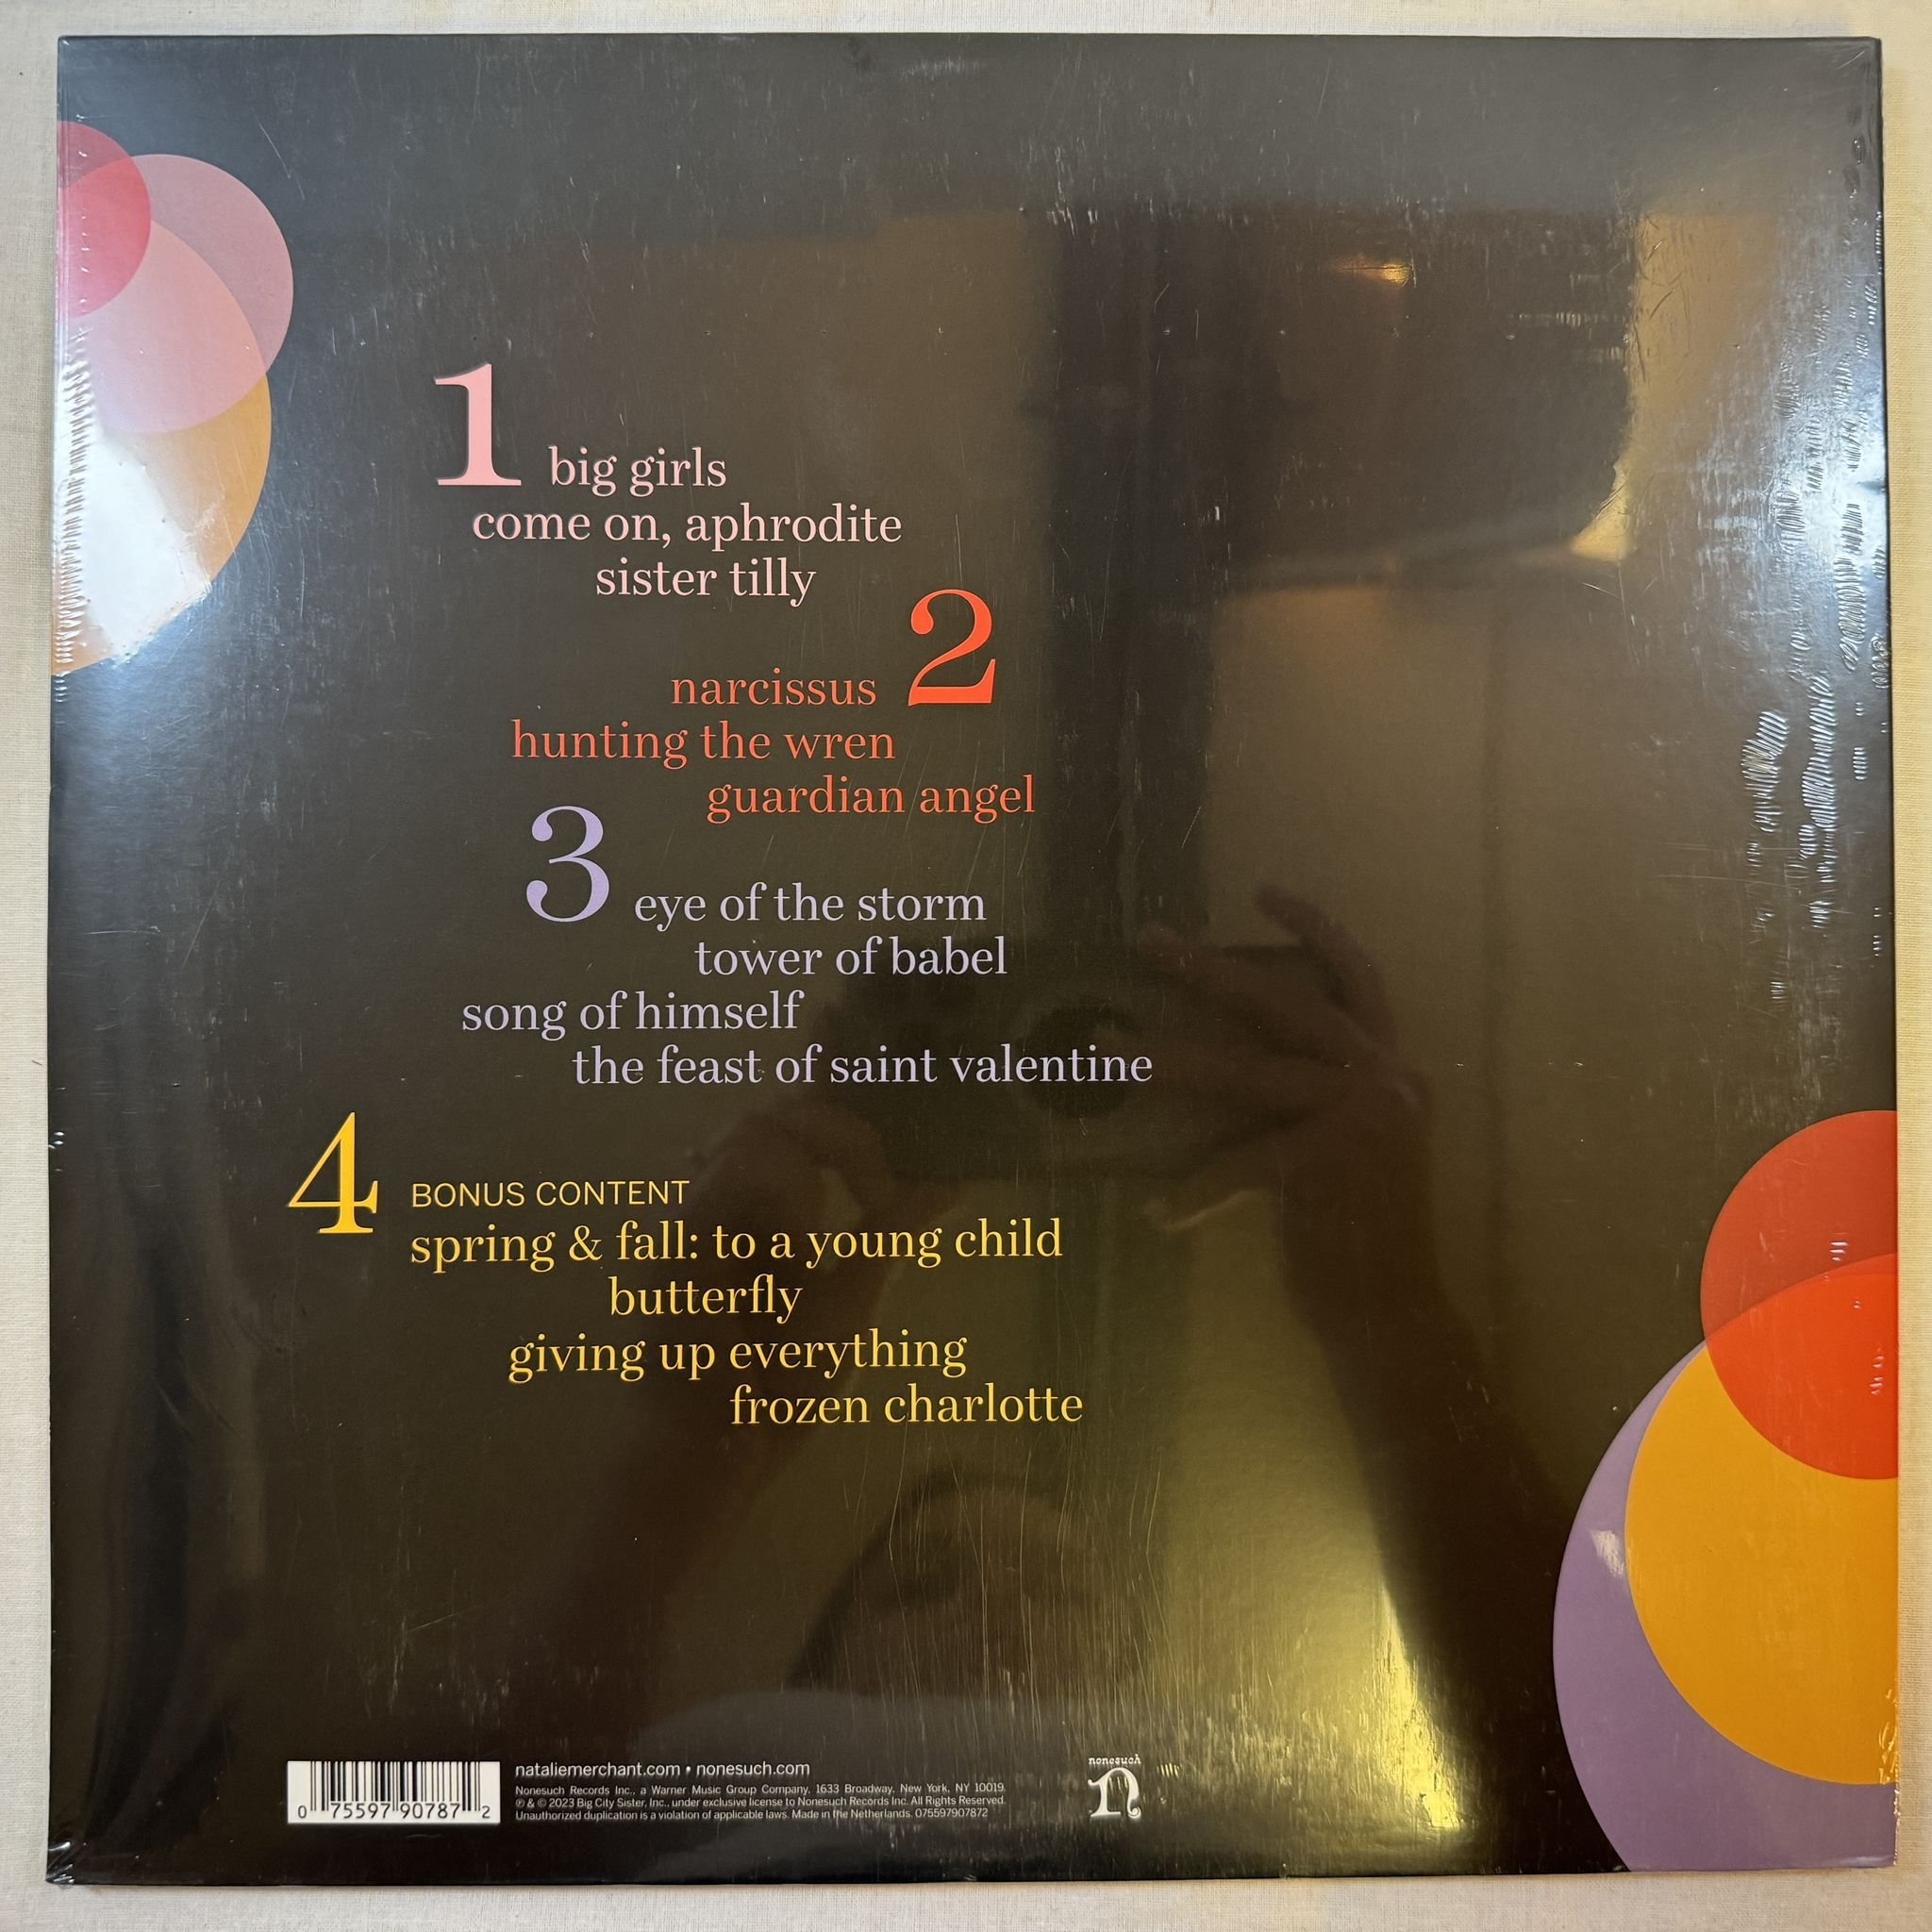 1 big girls
come on, aphrodite
sister tilly
narcissus 2
hunting the wren
guardian angel
3 eye of the storm
tower of babel
song of himself
the feast of saint valentine
4 BONUS CONTENT
spring & fall: to a young child
butterfly
giving up everything
frozen charlotte
0 75597 90787 2
nataliemerchant.com • nonesuch.com
Nonesuch Records Inc., a Warner Music Group Company, 1633 Broadway, New York, NY 10019.
℗ & © 2023 Big City Sister, Inc., under exclusive license to Nonesuch Records Inc. All Rights Reserved.
Unauthorized duplication is a violation of applicable laws. Made in the Netherlands. 075597907872
nonesuch
n